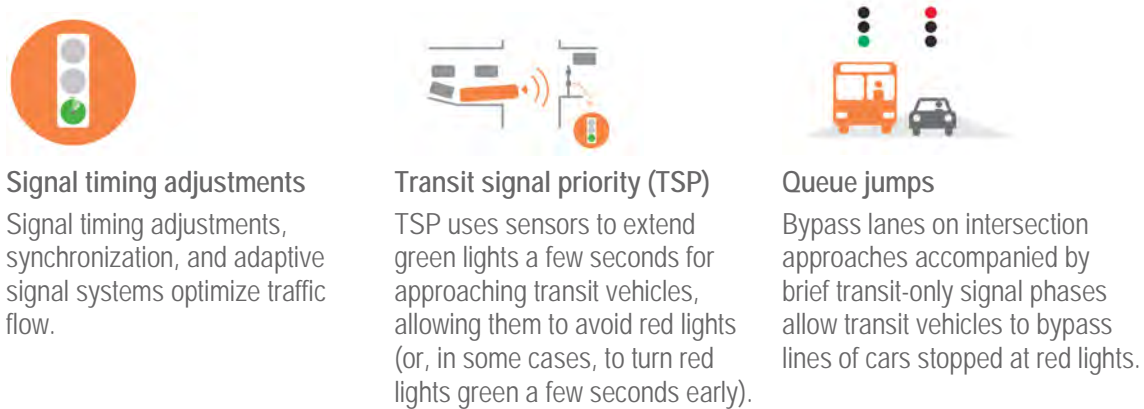 Signal timing adjustments
Signal timing adjustments,
synchronization, and adaptive
signal systems optimize traffic
flow.
Transit signal priority (TSP)
TSP uses sensors to extend
green lights a few seconds for
approaching transit vehicles,
allowing them to avoid red lights
(or, in some cases, to turn red
lights green a few seconds early).
Queue jumps
Bypass lanes on intersection
approaches accompanied by
brief transit-only signal phases
allow transit vehicles to bypass
lines of cars stopped at red lights.